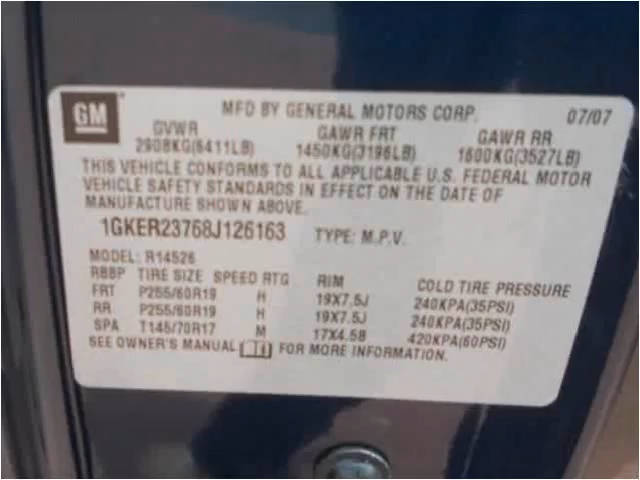 GM
MFD BY GENERAL MOTORS CORP. 07/07
GVWR GAWR FRT GAWR RR
2908KG(6411LB) 1450KG(3196LB) 1600KG(3527LB)
THIS VEHICLE CONFORMS TO ALL APPLICABLE U.S. FEDERAL MOTOR
VEHICLE SAFETY STANDARDS IN EFFECT ON THE DATE OF
MANUFACTURE SHOWN ABOVE.
1GKER23768J126163 TYPE: M.P.V.
MODEL: R14526
RBBP TIRE SIZE SPEED RTG RIM COLD TIRE PRESSURE
FRT P255/60R19 H 19X7.5J 240KPA(35PSI)
RR P255/60R19 H 19X7.5J 240KPA(35PSI)
SPA T145/70R17 M 17X4.5B 420KPA(60PSI)
SEE OWNER'S MANUAL FOR MORE INFORMATION.